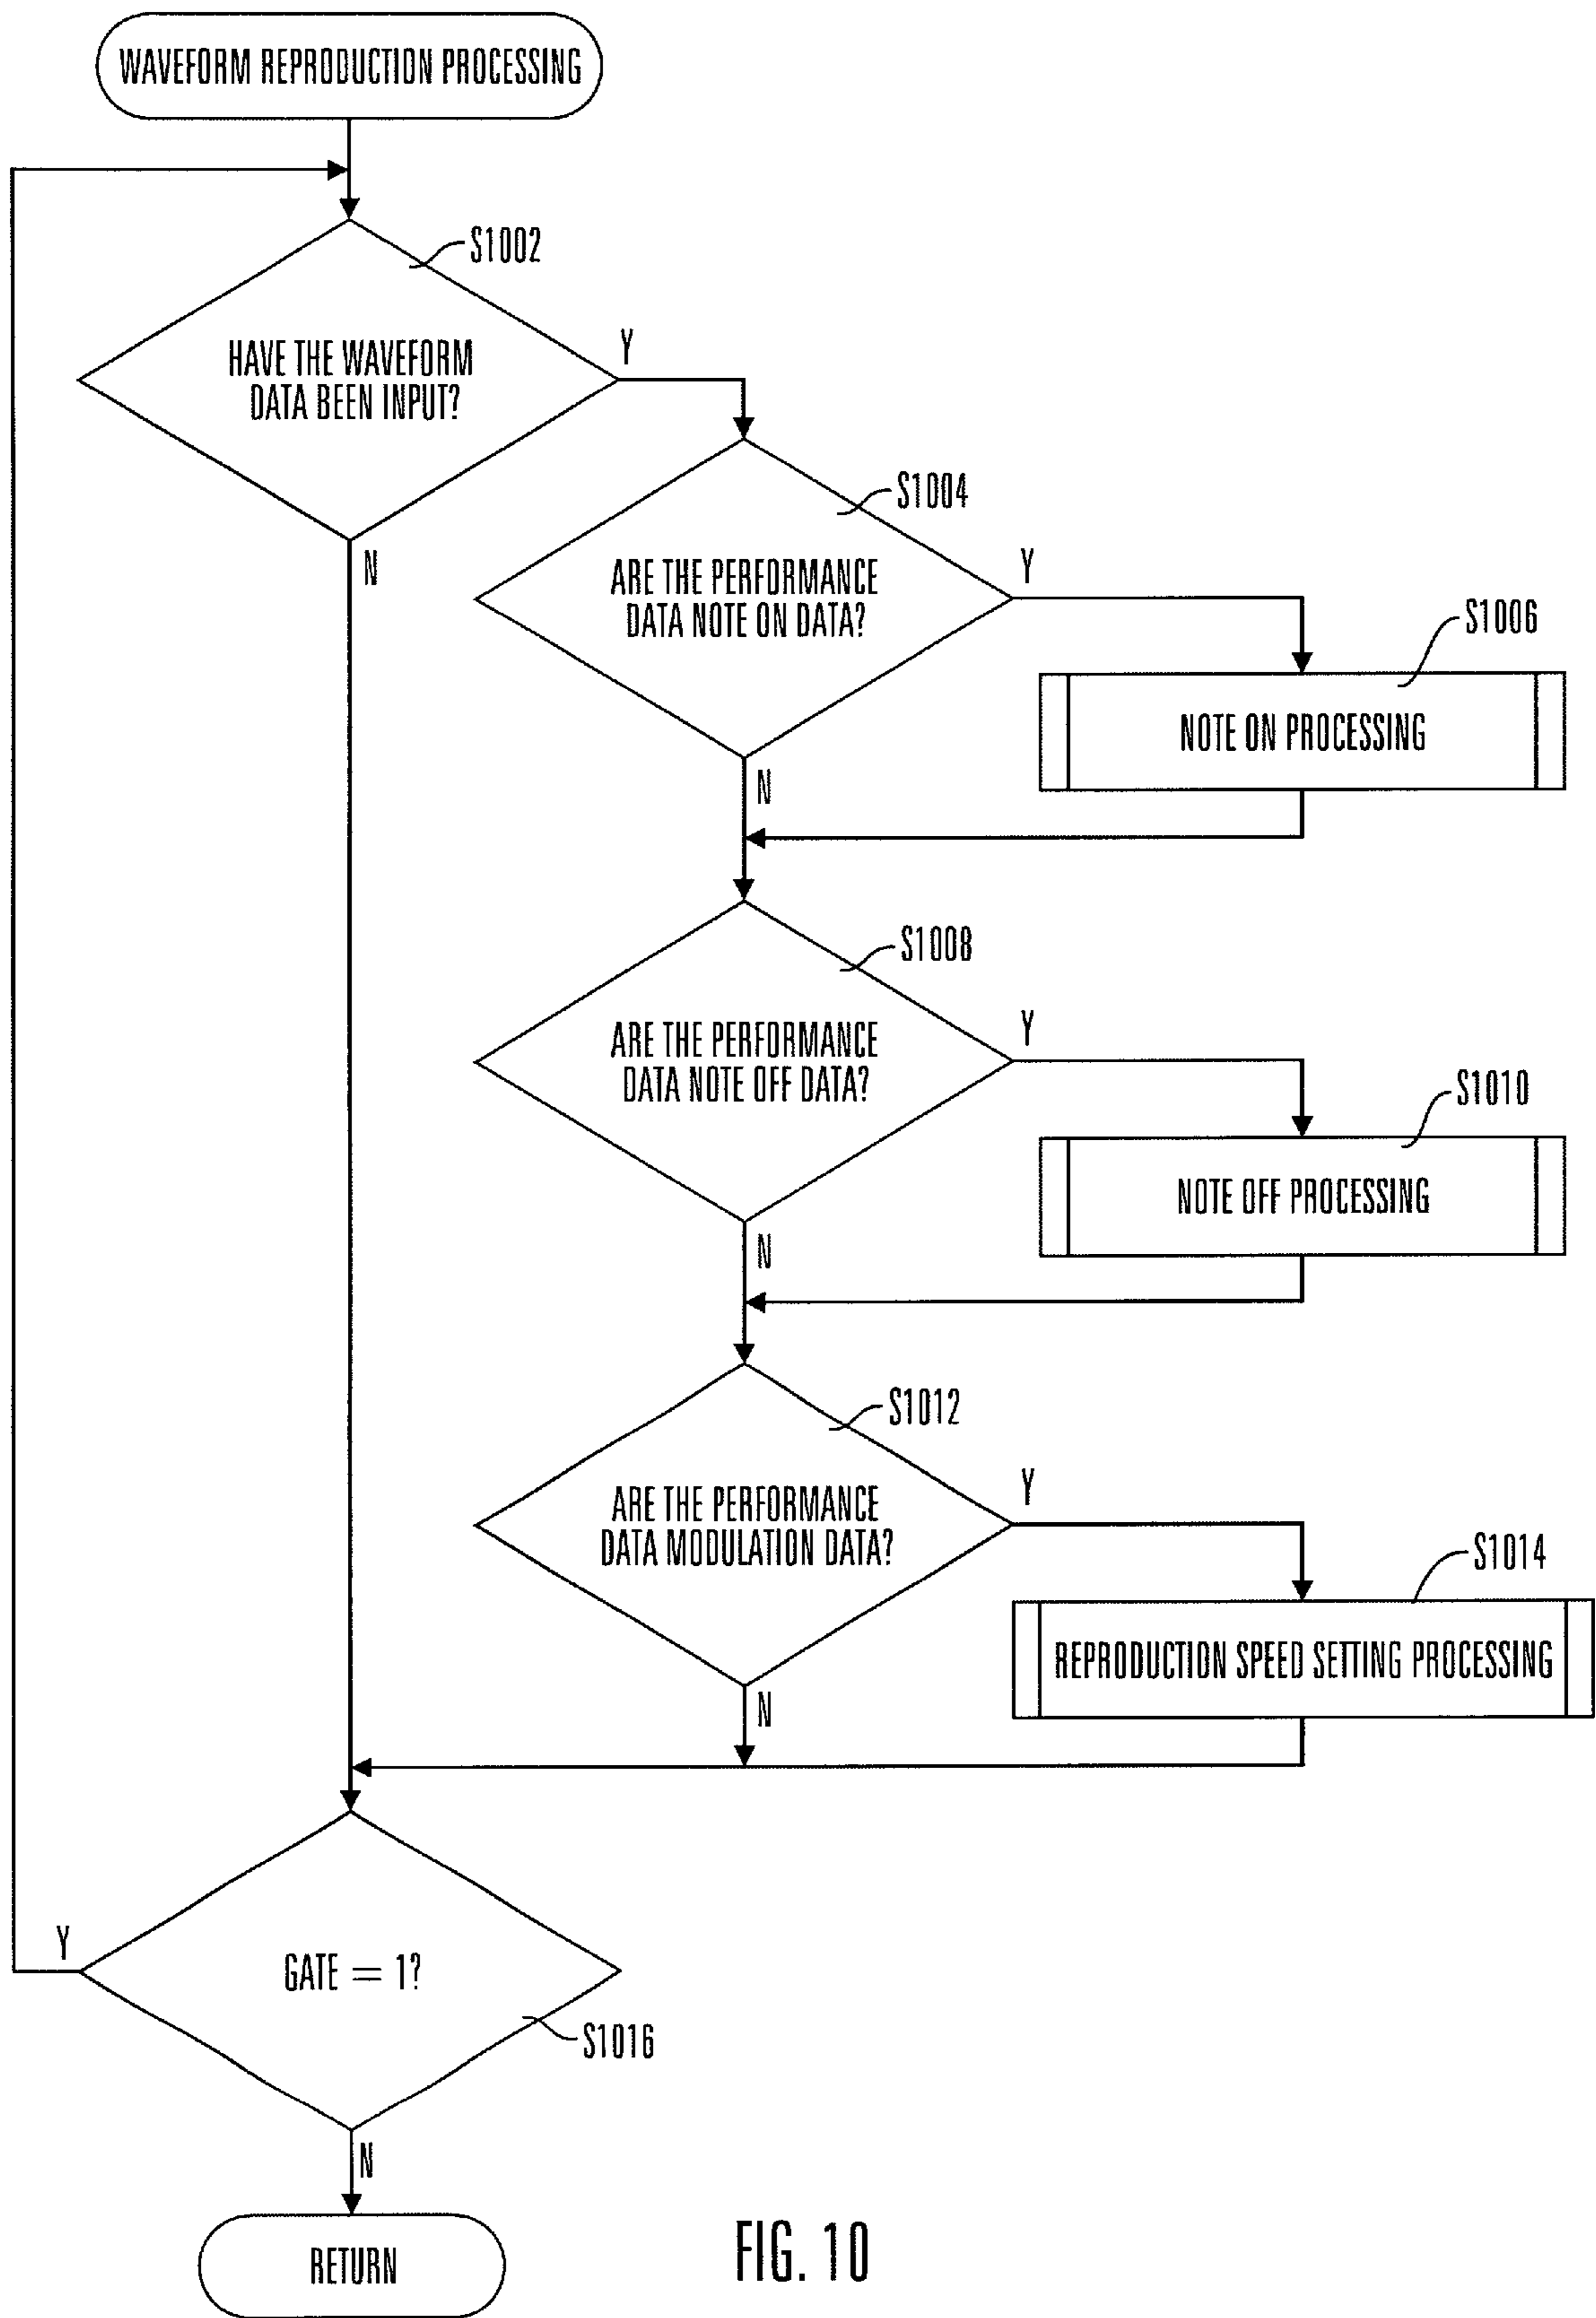 WAVEFORM REPRODUCTION PROCESSING
S1002
HAVE THE WAVEFORM
DATA BEEN INPUT?
Y
N
S1004
ARE THE PERFORMANCE
DATA NOTE ON DATA?
Y
N
S1006
NOTE ON PROCESSING
S1008
ARE THE PERFORMANCE
DATA NOTE OFF DATA?
Y
N
S1010
NOTE OFF PROCESSING
S1012
ARE THE PERFORMANCE
DATA MODULATION DATA?
Y
N
S1014
REPRODUCTION SPEED SETTING PROCESSING
Y
GATE = 1?
S1016
N
RETURN
FIG. 10